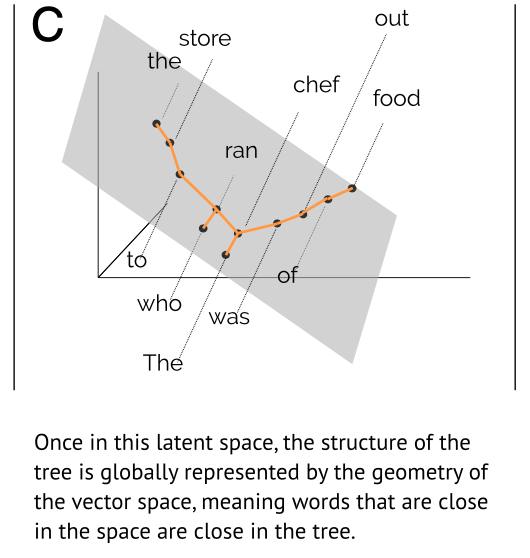 C
out
store
the
chef
food
ran
to
of
who
was
The
Once in this latent space, the structure of the
tree is globally represented by the geometry of
the vector space, meaning words that are close
in the space are close in the tree.